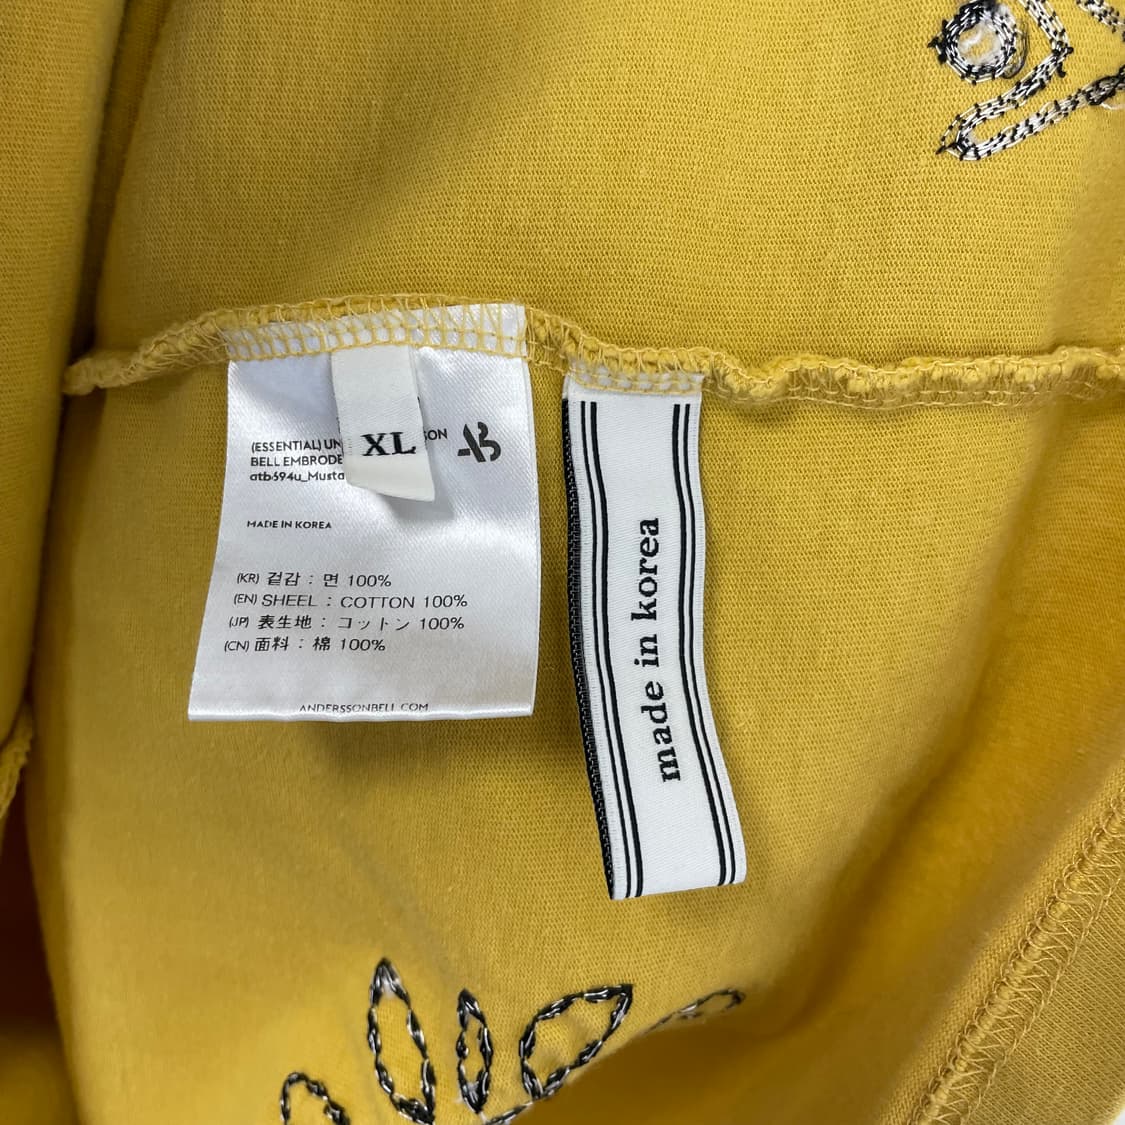 (ESSENTIAL) UN
SON
BELL EMBRODE
atb694u_Musta
XL
MADE IN KOREA
(KR) 겉감 : 면 100%
(EN) SHEEL : COTTON 100%
(JP) 表生地 : コットン 100%
(CN) 面料 : 棉 100%
ANDERSSONBELL.COM
made in korea